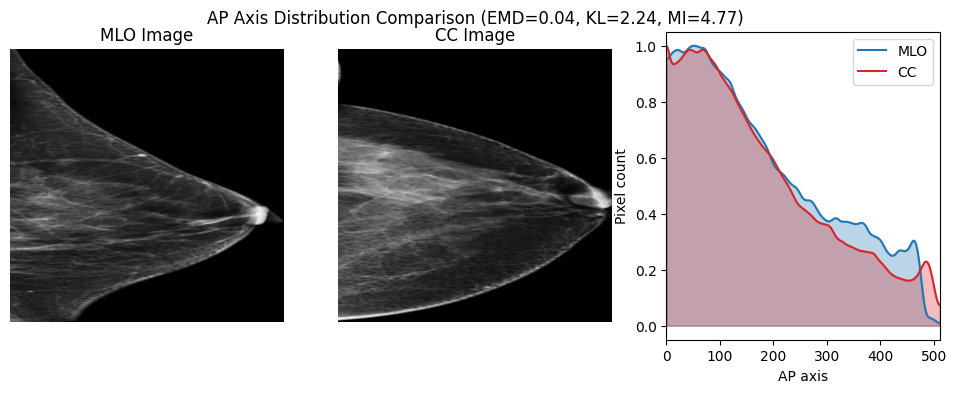 AP Axis Distribution Comparison (EMD=0.04, KL=2.24, MI=4.77)
MLO Image
CC Image
MLO
CC
Pixel count
1.0
0.8
0.6
0.4
0.2
0.0
0 100 200 300 400 500
AP axis